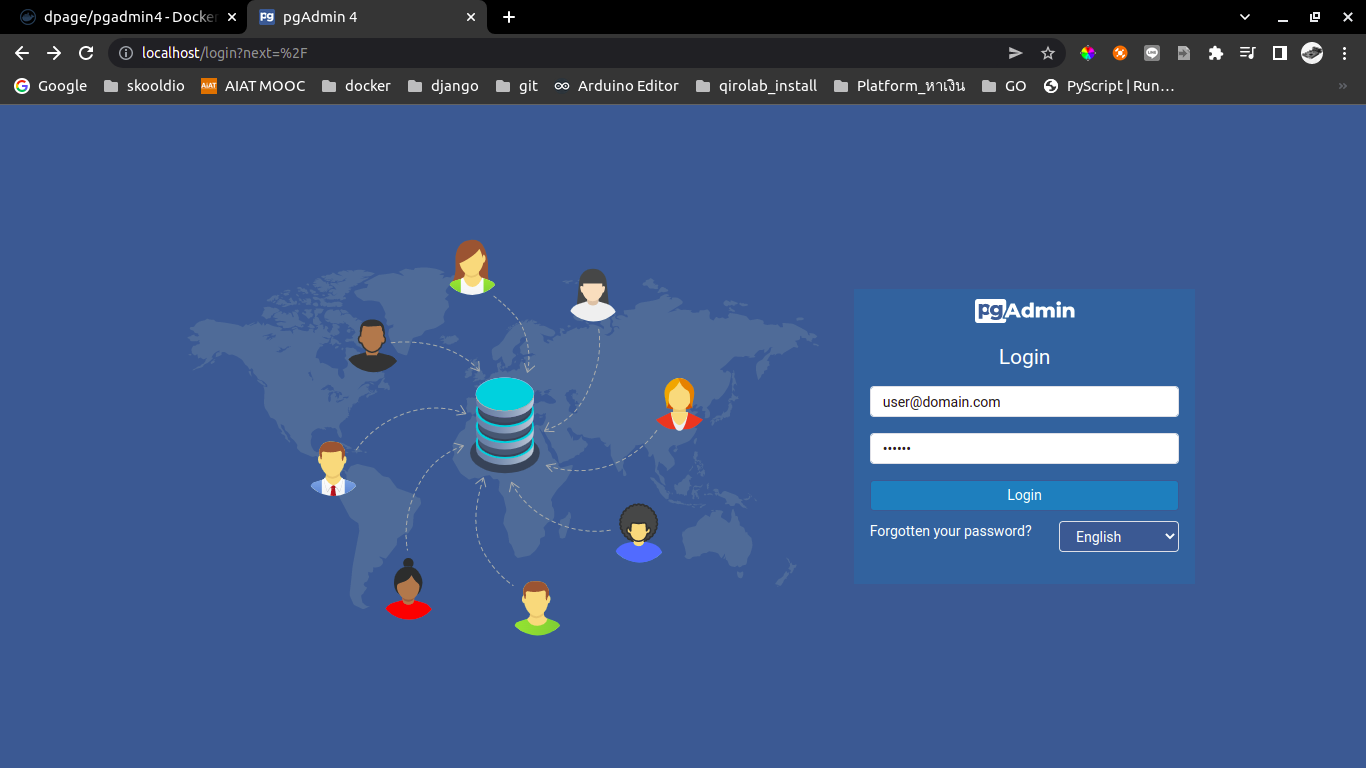 dpage/pgadmin4 - Docker
pgAdmin 4
localhost/login?next=%2F
Google skooldio AIAT MOOC docker django git Arduino Editor qirolab_install Platform_หาเงิน GO PyScript | Run…
pgAdmin
Login
user@domain.com
••••••
Login
Forgotten your password? English